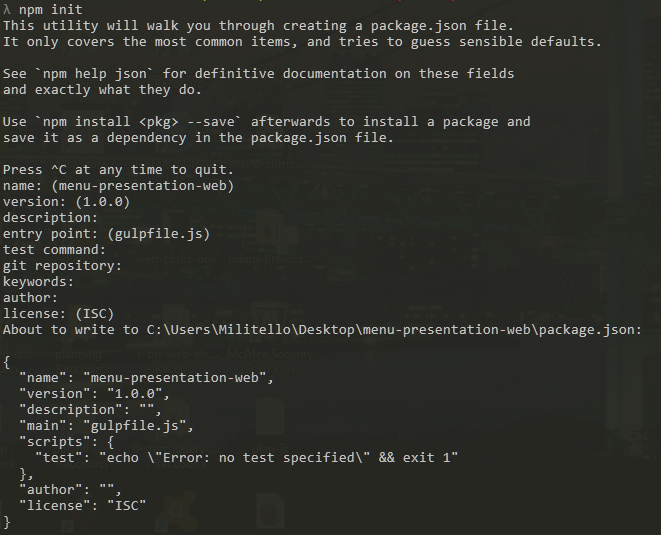 λ npm init
This utility will walk you through creating a package.json file.
It only covers the most common items, and tries to guess sensible defaults.

See `npm help json` for definitive documentation on these fields
and exactly what they do.

Use `npm install <pkg> --save` afterwards to install a package and
save it as a dependency in the package.json file.

Press ^C at any time to quit.
name: (menu-presentation-web)
version: (1.0.0)
description:
entry point: (gulpfile.js)
test command:
git repository:
keywords:
author:
license: (ISC)
About to write to C:\Users\Militello\Desktop\menu-presentation-web\package.json:

{
  "name": "menu-presentation-web",
  "version": "1.0.0",
  "description": "",
  "main": "gulpfile.js",
  "scripts": {
    "test": "echo \"Error: no test specified\" && exit 1"
  },
  "author": "",
  "license": "ISC"
}